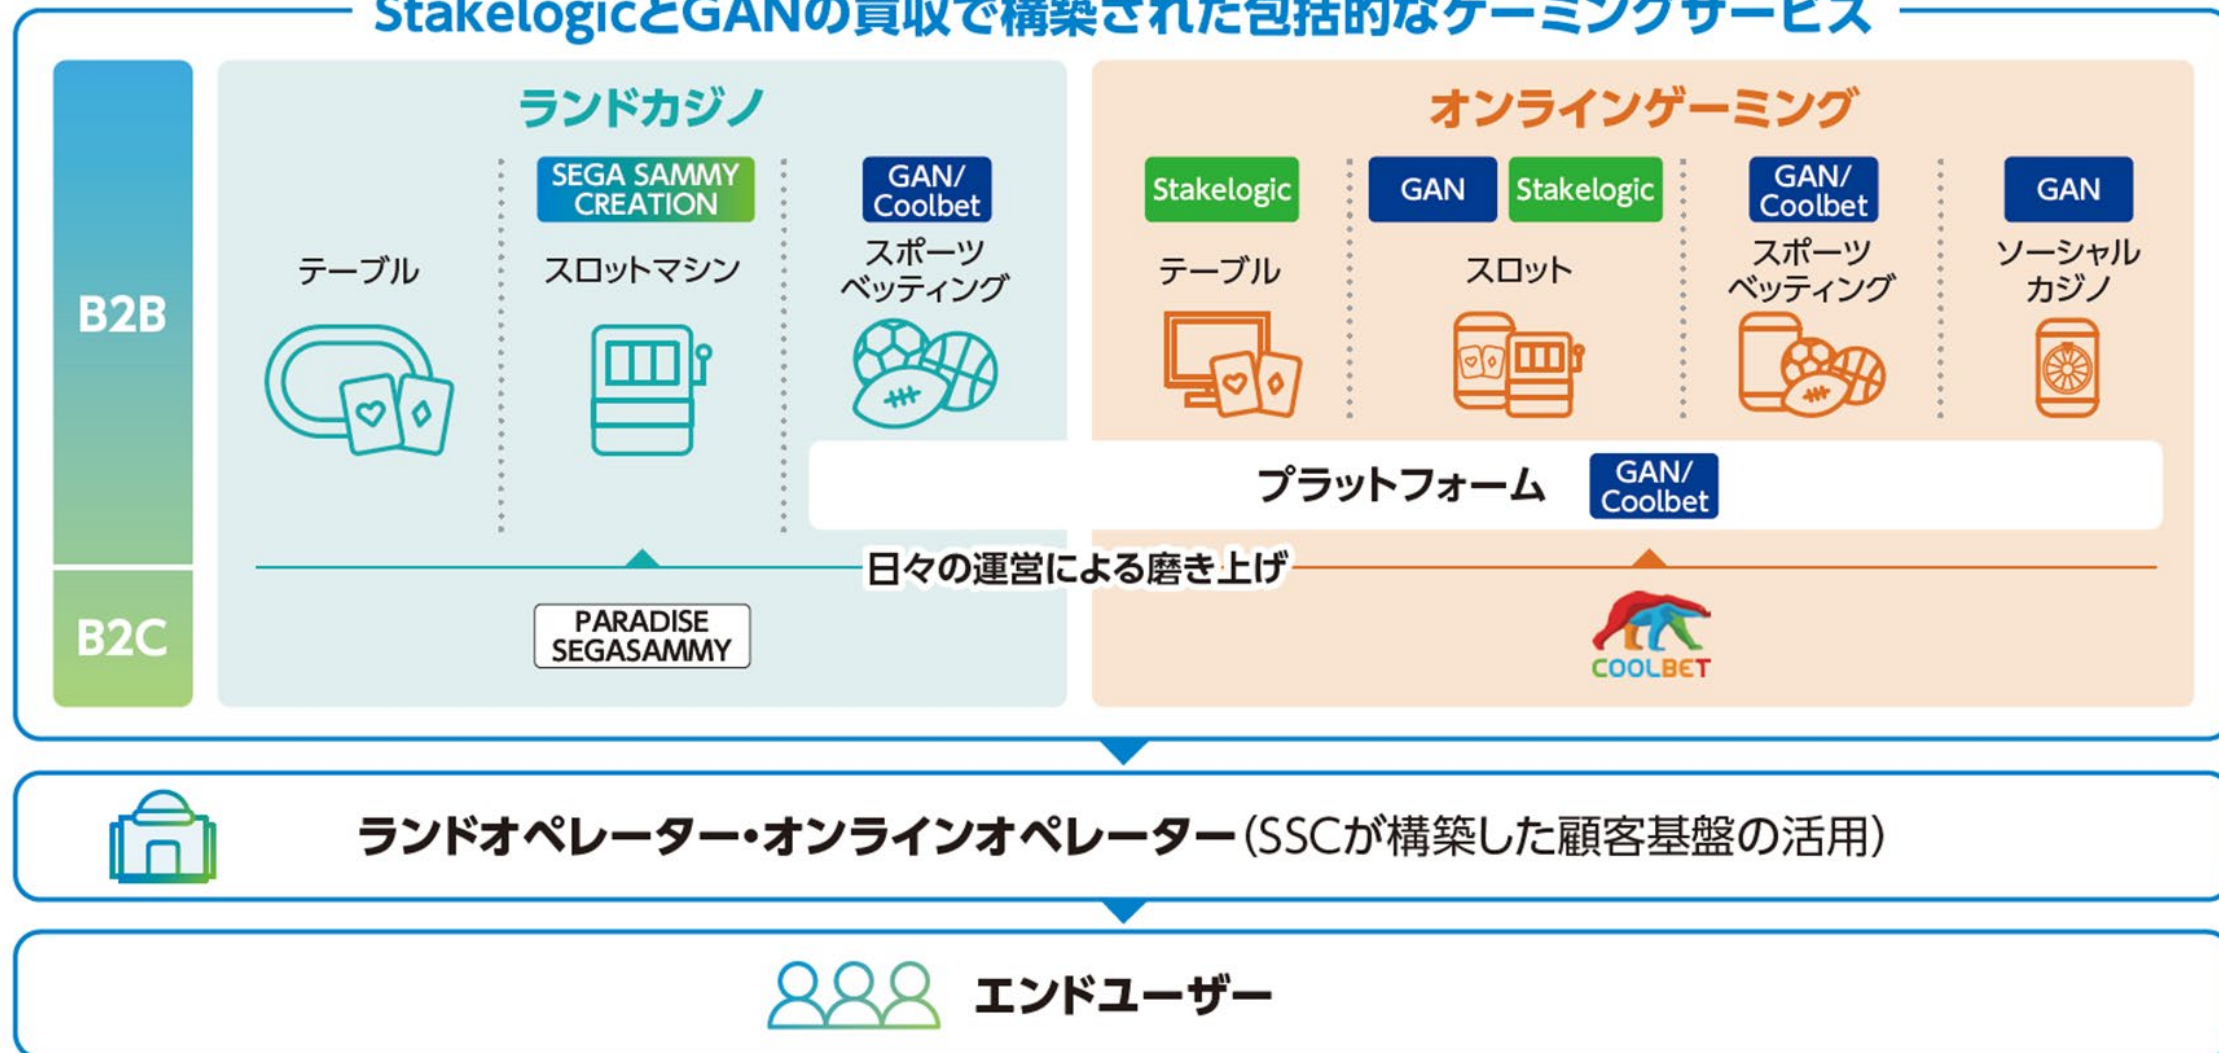 StakelogicとGANの買収で構築された包括的なゲーミングサービス
B2B
ランドカジノ
テーブル
SEGA SAMMY
CREATION
スロットマシン
GAN/
Coolbet
スポーツ
ベッティング
オンラインゲーミング
Stakelogic
テーブル
GAN
Stakelogic
スロット
GAN/
Coolbet
スポーツ
ベッティング
GAN
ソーシャル
カジノ
プラットフォーム
GAN/
Coolbet
日々の運営による磨き上げ
B2C
PARADISE
SEGASAMMY
COOLBET
ランドオペレーター・オンラインオペレーター(SSCが構築した顧客基盤の活用)
エンドユーザー